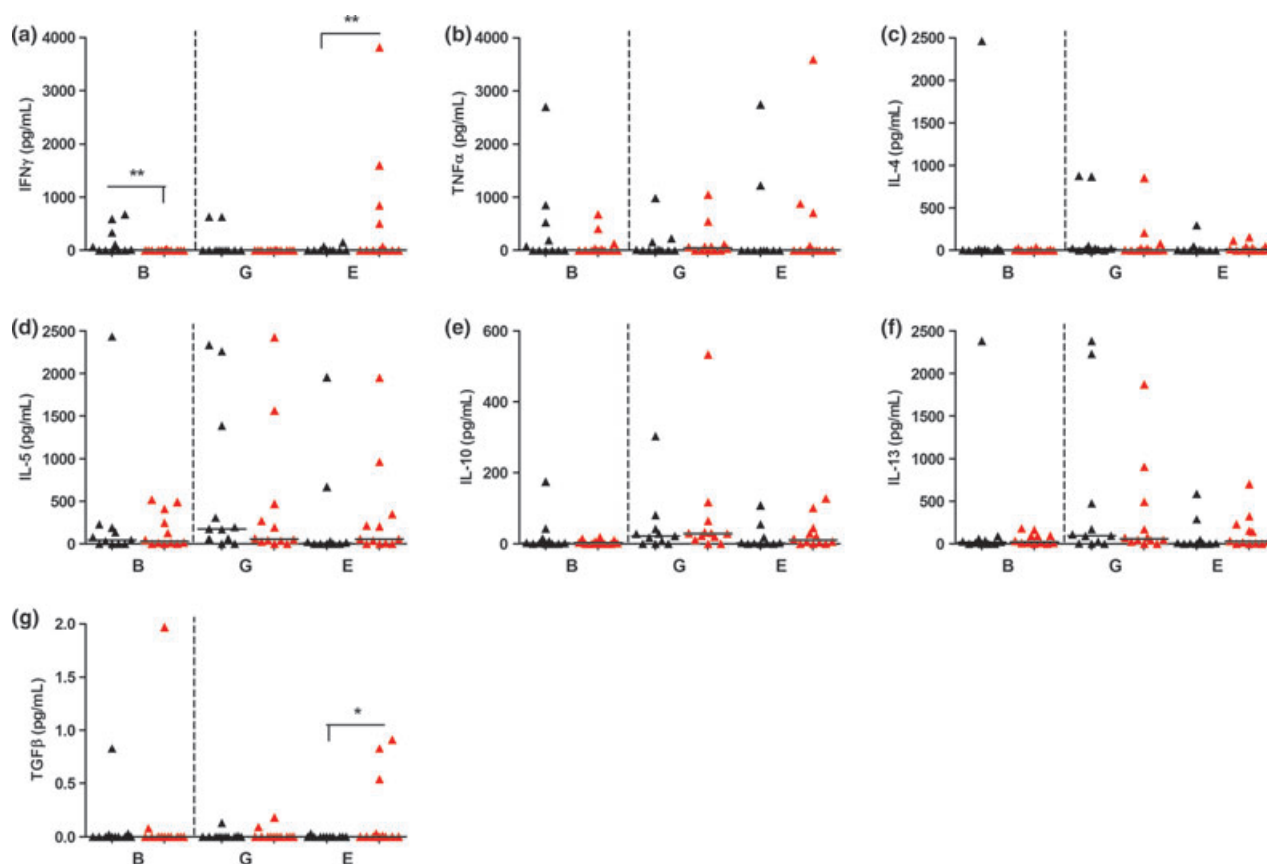 (a)
IFNγ (pg/mL)
4000
3000
2000
1000
0
**
**
B
G
E
(b)
TNFα (pg/mL)
4000
3000
2000
1000
0
B
G
E
(c)
IL-4 (pg/mL)
2500
2000
1500
1000
500
0
B
G
E
(d)
IL-5 (pg/mL)
2500
2000
1500
1000
500
0
B
G
E
(e)
IL-10 (pg/mL)
600
400
200
0
B
G
E
(f)
IL-13 (pg/mL)
2500
2000
1500
1000
500
0
B
G
E
(g)
TGFβ (pg/mL)
2.0
1.5
1.0
0.5
0.0
*
B
G
E